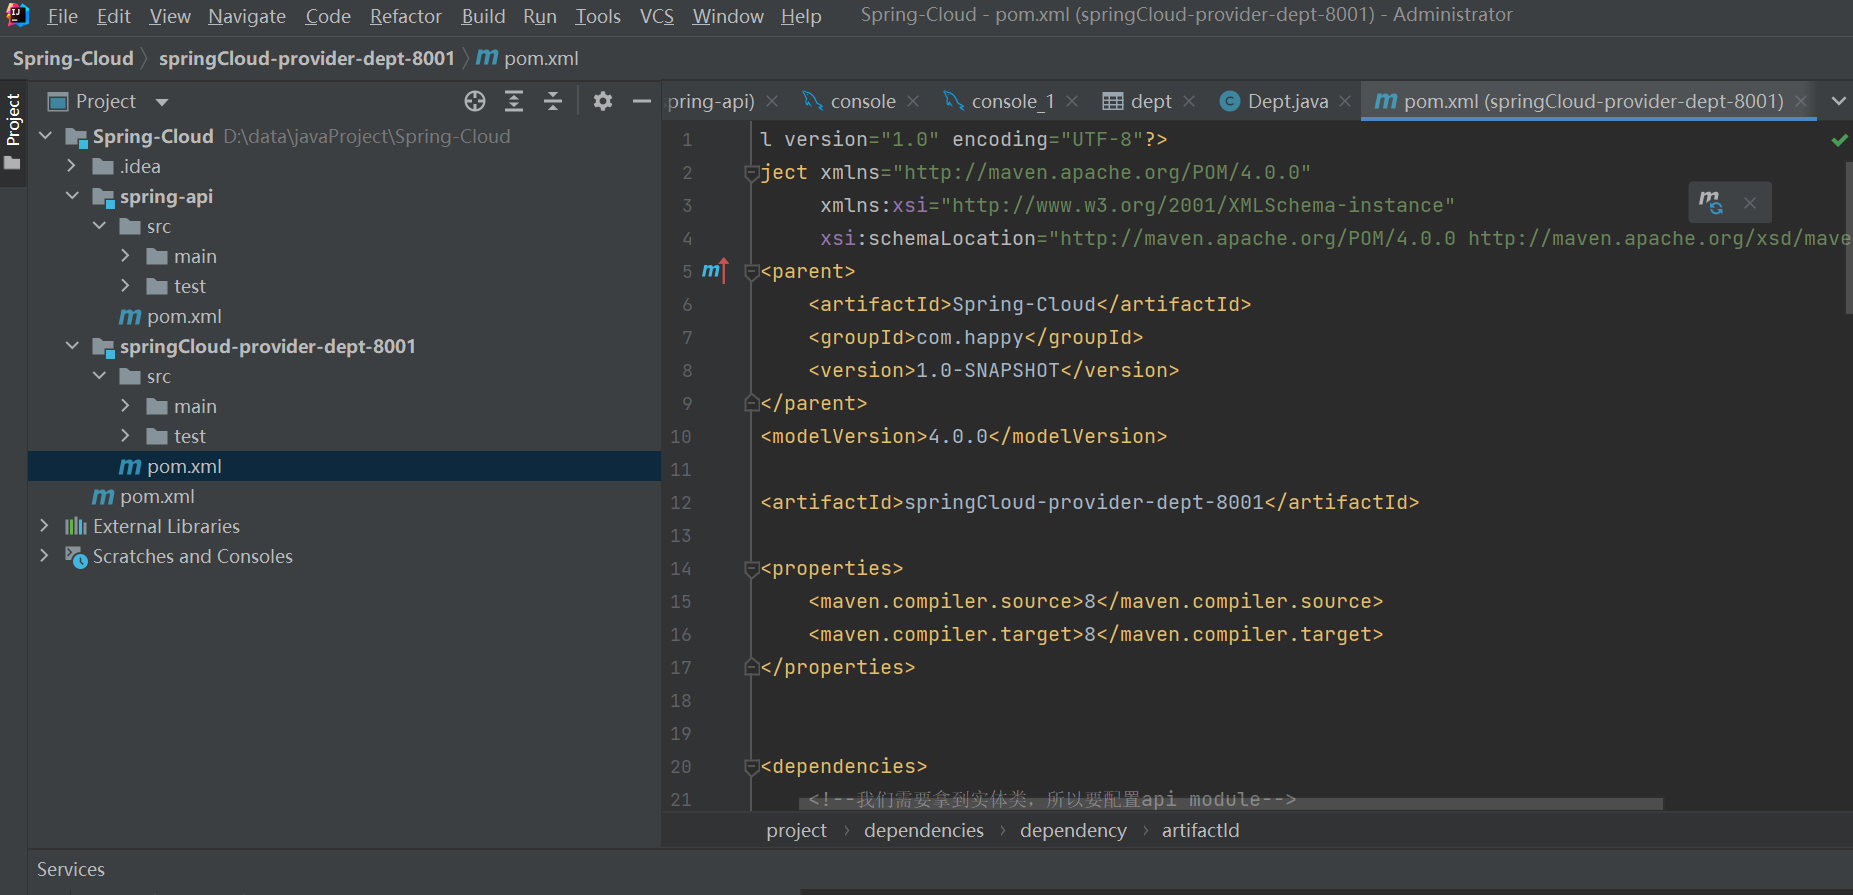 File Edit View Navigate Code Refactor Build Run Tools VCS Window Help Spring-Cloud - pom.xml (springCloud-provider-dept-8001) - Administrator
Spring-Cloud springCloud-provider-dept-8001 pom.xml
Project
Project
Spring-Cloud D:\data\javaProject\Spring-Cloud
.idea
spring-api
src
main
test
pom.xml
springCloud-provider-dept-8001
src
main
test
pom.xml
pom.xml
External Libraries
Scratches and Consoles
pring-api) console console_1 dept Dept.java pom.xml (springCloud-provider-dept-8001)
1 l version="1.0" encoding="UTF-8"?>
2 ject xmlns="http://maven.apache.org/POM/4.0.0"
3 xmlns:xsi="http://www.w3.org/2001/XMLSchema-instance"
4 xsi:schemaLocation="http://maven.apache.org/POM/4.0.0 http://maven.apache.org/xsd/mave
5 <parent>
6 <artifactId>Spring-Cloud</artifactId>
7 <groupId>com.happy</groupId>
8 <version>1.0-SNAPSHOT</version>
9 </parent>
10 <modelVersion>4.0.0</modelVersion>
11
12 <artifactId>springCloud-provider-dept-8001</artifactId>
13
14 <properties>
15 <maven.compiler.source>8</maven.compiler.source>
16 <maven.compiler.target>8</maven.compiler.target>
17 </properties>
18
19
20 <dependencies>
21 <!--我们需要拿到实体类，所以要配置api module-->
project › dependencies › dependency › artifactId
Services